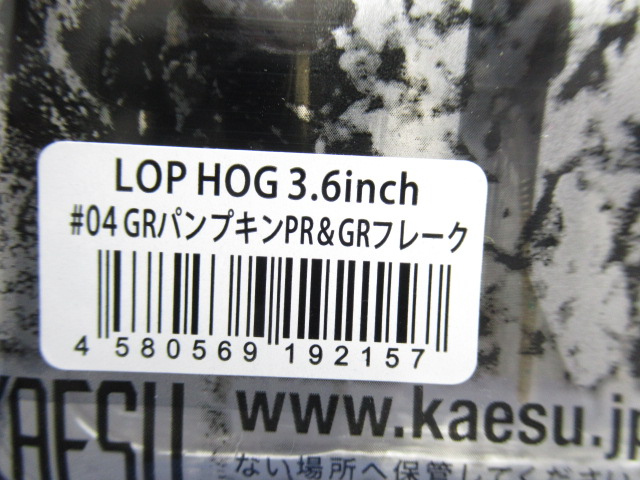 LOP HOG 3.6inch
#04 GRパンプキンPR&GRフレーク
4 580569 192157
KAESU www.kaesu.jp
ない場所へ保管してください